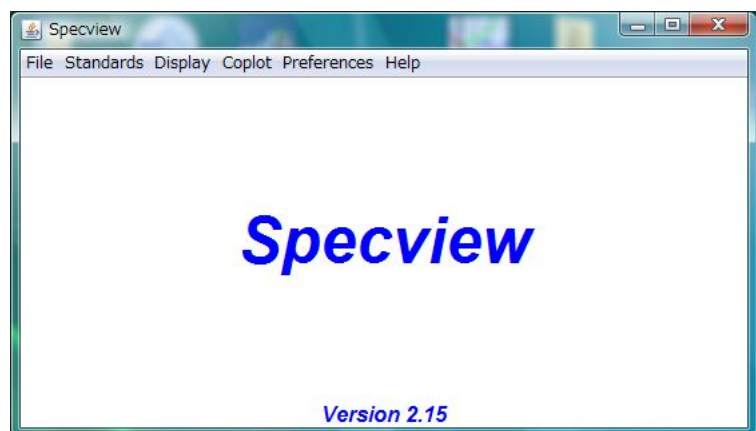 Specview
File Standards Display Coplot Preferences Help
Specview
Version 2.15